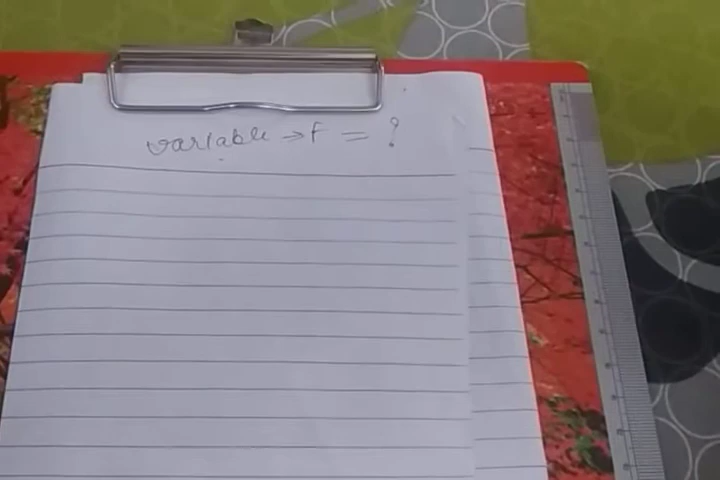 variable → F = ?